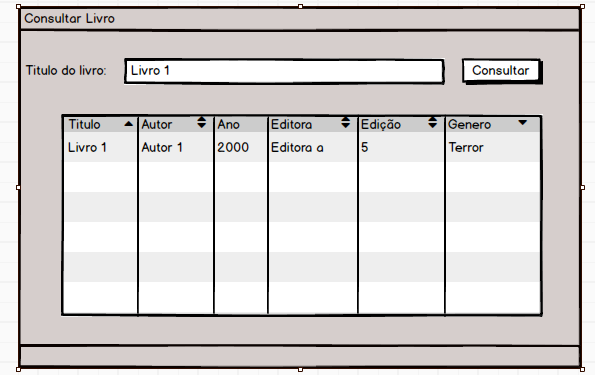 Consultar Livro
Titulo do livro: Livro 1 Consultar
Titulo Autor Ano Editora Edição Genero
Livro 1 Autor 1 2000 Editora a 5 Terror